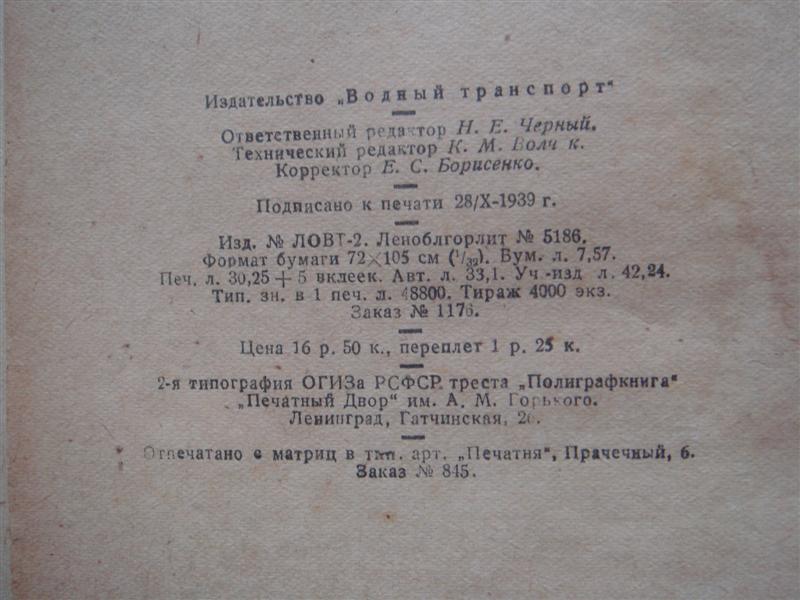 Издательство „Водный транспорт“
Ответственный редактор Н. Е. Черный.
Технический редактор К. М. Волч к.
Корректор Е. С. Борисенко.
Подписано к печати 28/X-1939 г.
Изд. № ЛОВТ-2. Леноблгорлит № 5186.
Формат бумаги 72×105 см (1/32). Бум. л. 7,57.
Печ. л. 30,25 + 5 вклеек. Авт. л. 33,1. Уч-изд л. 42,24.
Тип. зн. в 1 печ. л. 48800. Тираж 4000 экз.
Заказ № 1176.
Цена 16 р. 50 к., переплет 1 р. 25 к.
2-я типография ОГИЗа РСФСР треста „Полиграфкнига“
„Печатный Двор“ им. А. М. Горького.
Ленинград, Гатчинская, 26.
Отпечатано с матриц в тип. арт. „Печатня“, Прачечный, 6.
Заказ № 845.